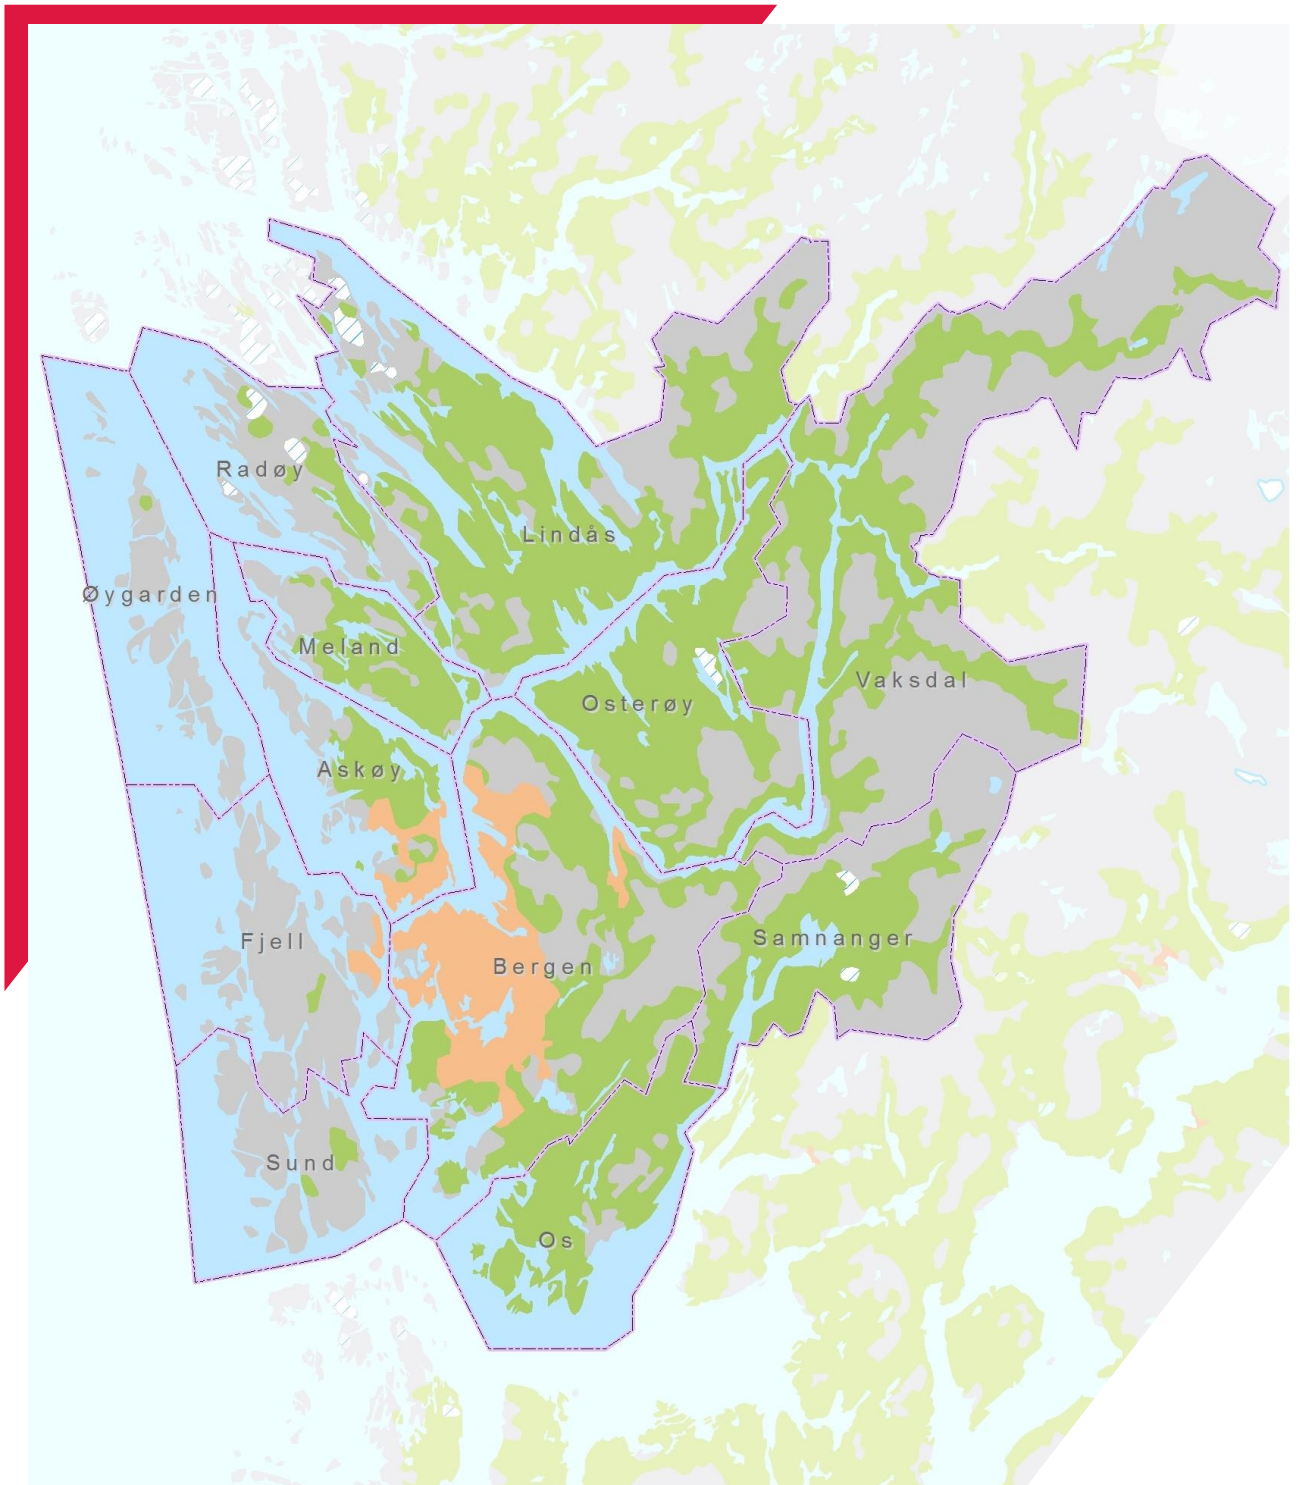 Radøy
Lindås
Øygarden
Meland
Vaksdal
Osterøy
Askøy
Samnanger
Fjell
Bergen
Sund
Os